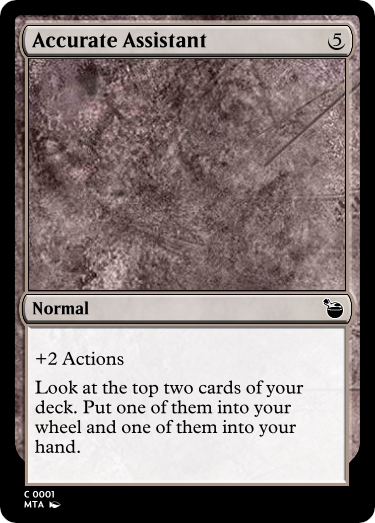 Accurate Assistant 5
Normal
+2 Actions
Look at the top two cards of your
deck. Put one of them into your
wheel and one of them into your
hand.
C 0001
MTA